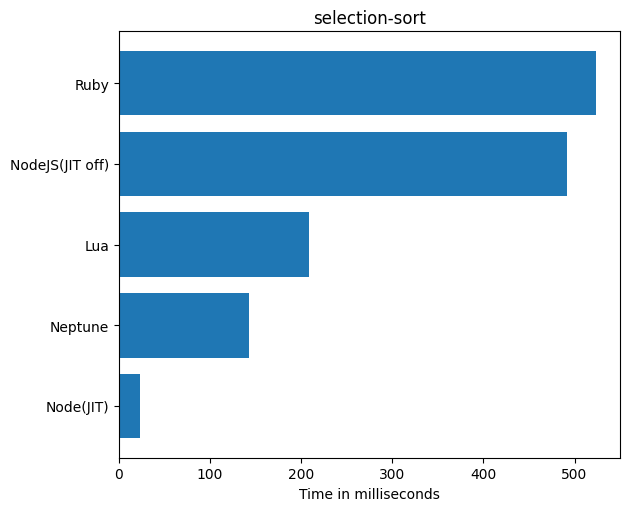 selection-sort
Ruby
NodeJS(JIT off)
Lua
Neptune
Node(JIT)
0 100 200 300 400 500
Time in milliseconds